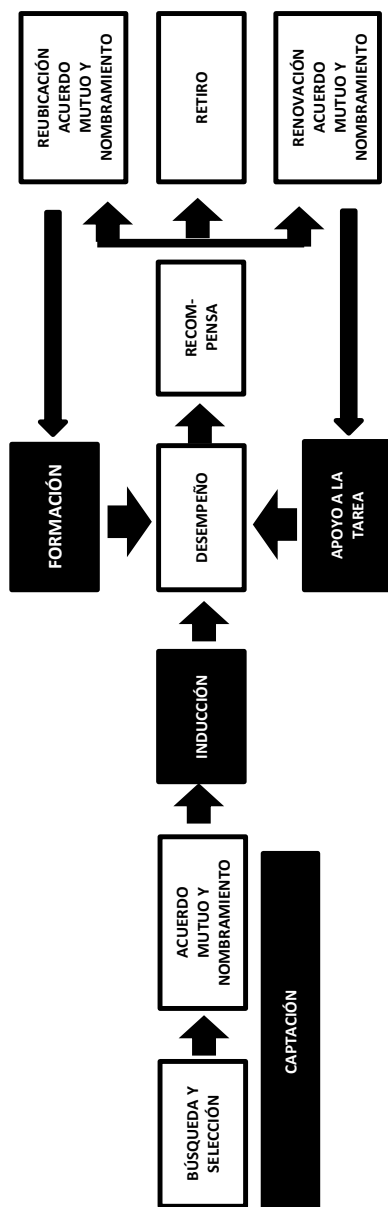 BÚSQUEDA Y
SELECCIÓN
ACUERDO
MUTUO Y
NOMBRAMIENTO
CAPTACIÓN
INDUCCIÓN
FORMACIÓN
DESEMPEÑO
APOYO A LA
TAREA
RECOM-
PENSA
REUBICACIÓN
ACUERDO
MUTUO Y
NOMBRAMIENTO
RETIRO
RENOVACIÓN
ACUERDO
MUTUO Y
NOMBRAMIENTO